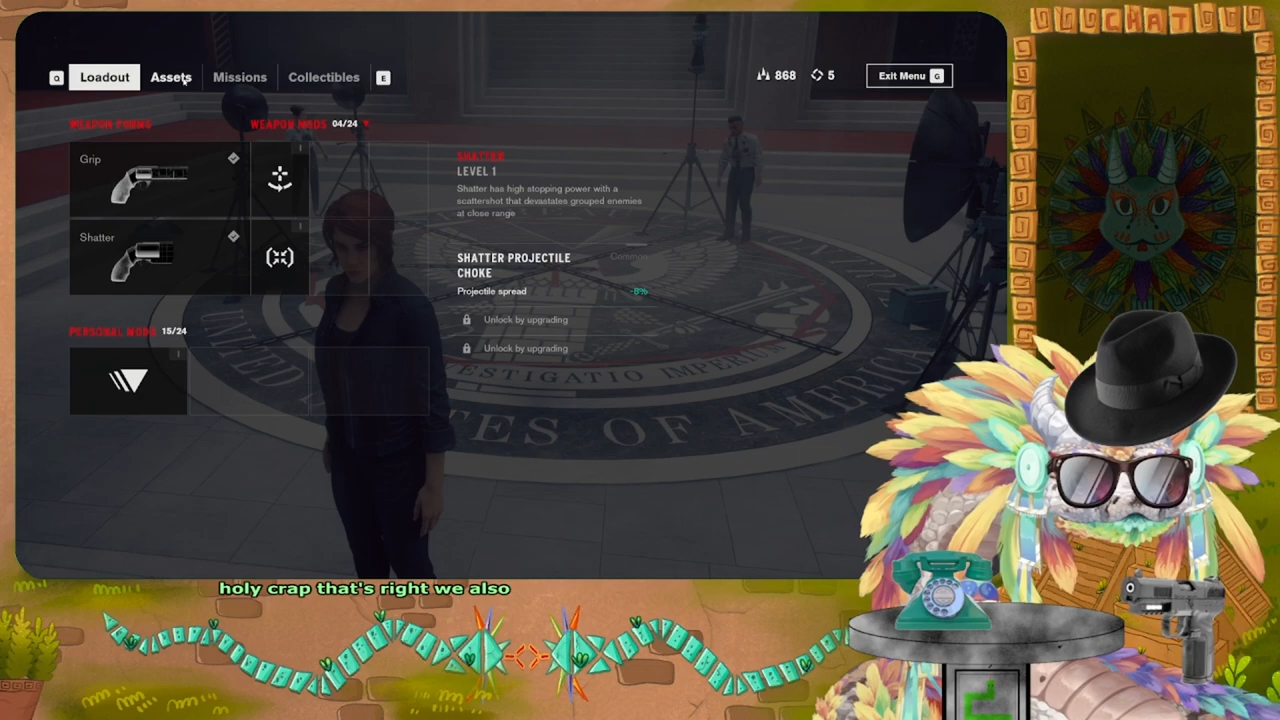 CHAT
Q Loadout Assets Missions Collectibles E
868 5 Exit Menu G
WEAPON FORMS
WEAPON MODS 04/24
Grip
Shatter
PERSONAL MODS 15/24
SHATTER
LEVEL 1
Shatter has high stopping power with a
scattershot that devastates grouped enemies
at close range
SHATTER PROJECTILE Common
CHOKE
Projectile spread -8%
Unlock by upgrading
Unlock by upgrading
INVESTIGATIO IMPERIUM
UNITED STATES OF AMERICA
holy crap that's right we also